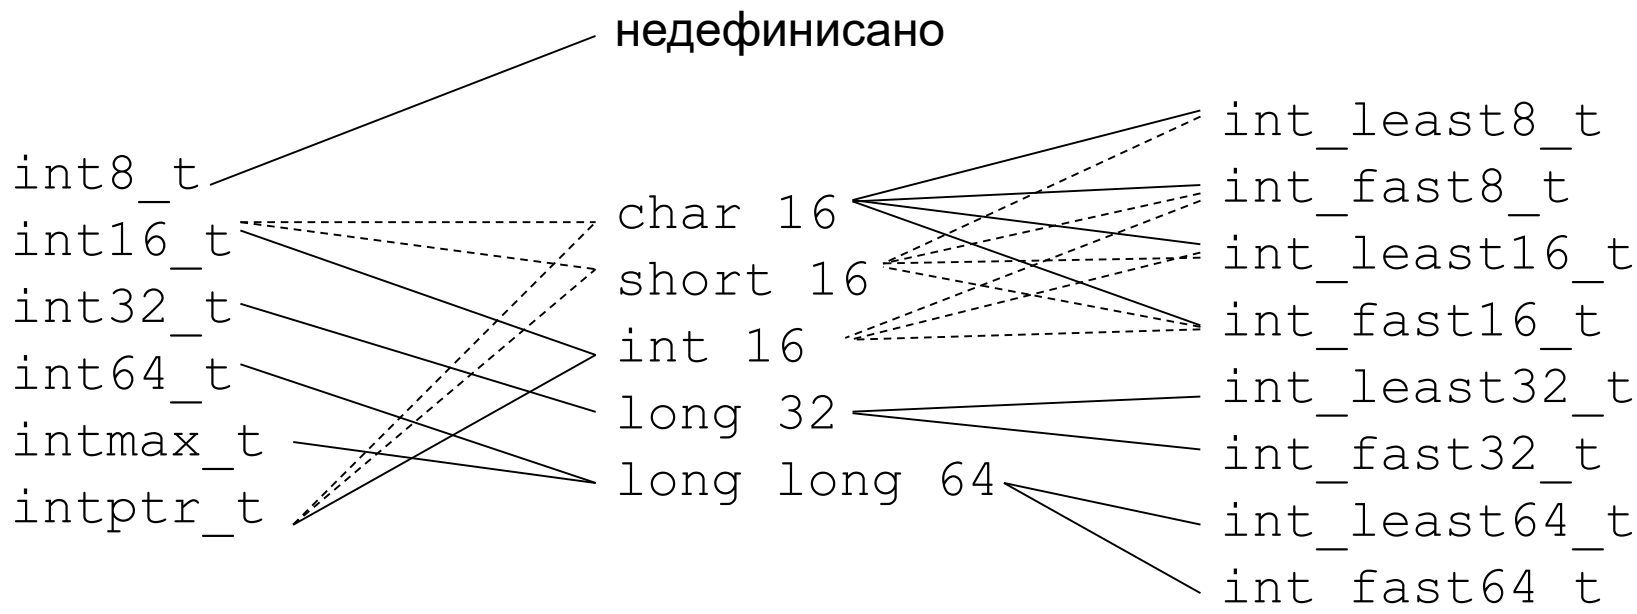 недефинисано
int8_t
int16_t
int32_t
int64_t
intmax_t
intptr_t
char 16
short 16
int 16
long 32
long long 64
int_least8_t
int_fast8_t
int_least16_t
int_fast16_t
int_least32_t
int_fast32_t
int_least64_t
int_fast64_t